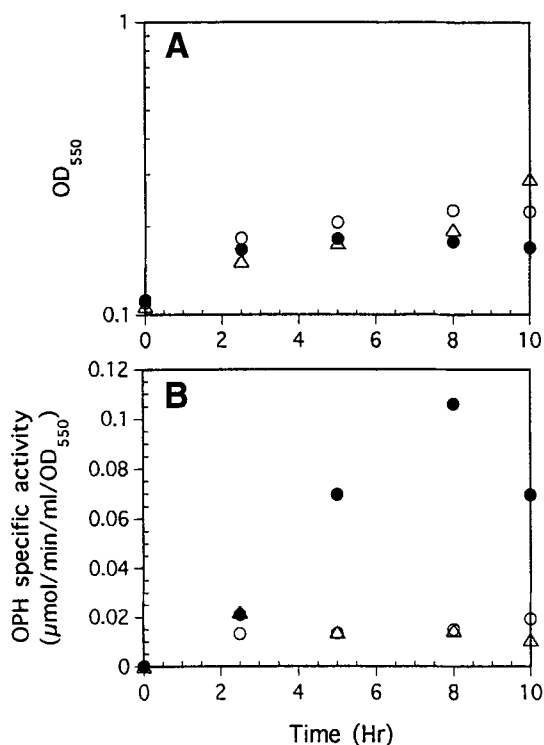 A
1
OD550
0.1
0 2 4 6 8 10
B
0.12
0.1
0.08
0.06
0.04
0.02
0
OPH specific activity
(μmol/min/ml/OD550)
0 2 4 6 8 10
Time (Hr)